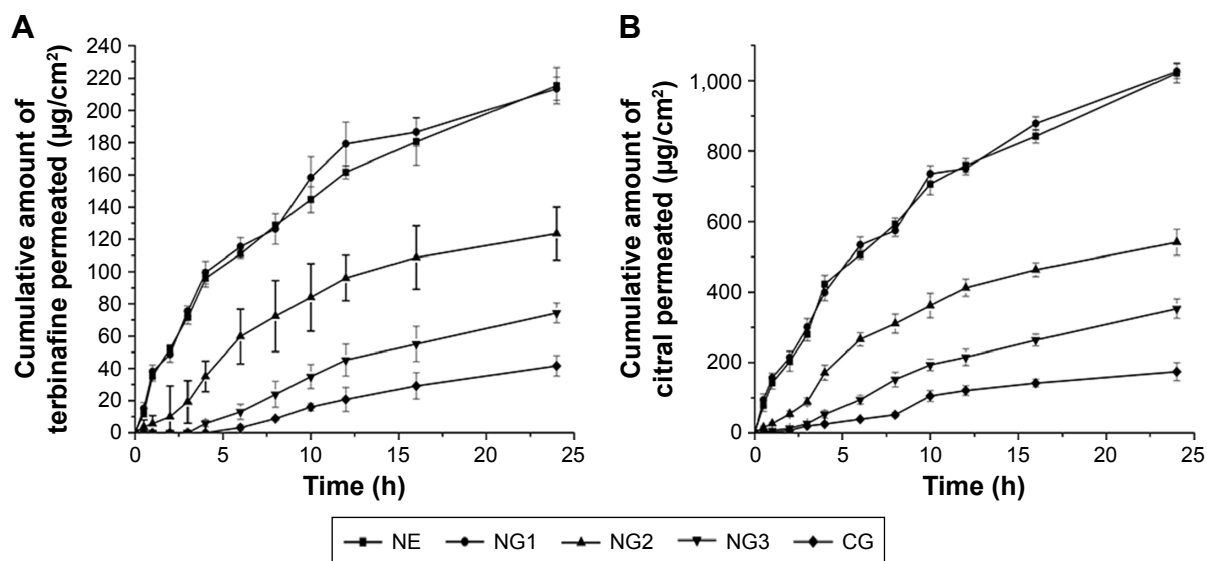 A
Cumulative amount of
terbinafine permeated (µg/cm²)
240
220
200
180
160
140
120
100
80
60
40
20
0
0 5 10 15 20 25
Time (h)
B
Cumulative amount of
citral permeated (µg/cm²)
1,000
800
600
400
200
0
0 5 10 15 20 25
Time (h)
NE NG1 NG2 NG3 CG